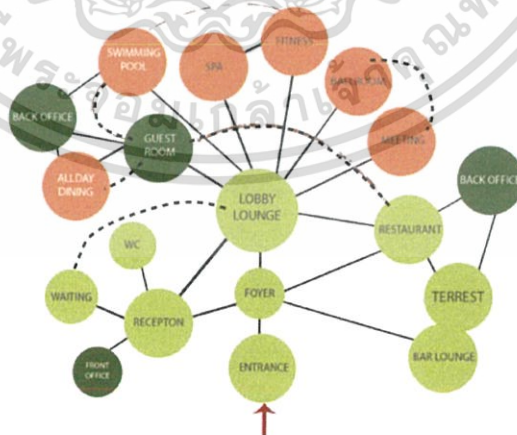 SWIMMING
POOL
SPA
FITNESS
BALLROOM
MEETING
BACK OFFICE
GUEST
ROOM
ALLDAY
DINING
BACK OFFICE
LOBBY
LOUNGE
RESTAURANT
WC
WAITING
RECEPTON
FOYER
TERREST
FRONT
OFFICE
ENTRANCE
BAR LOUNGE